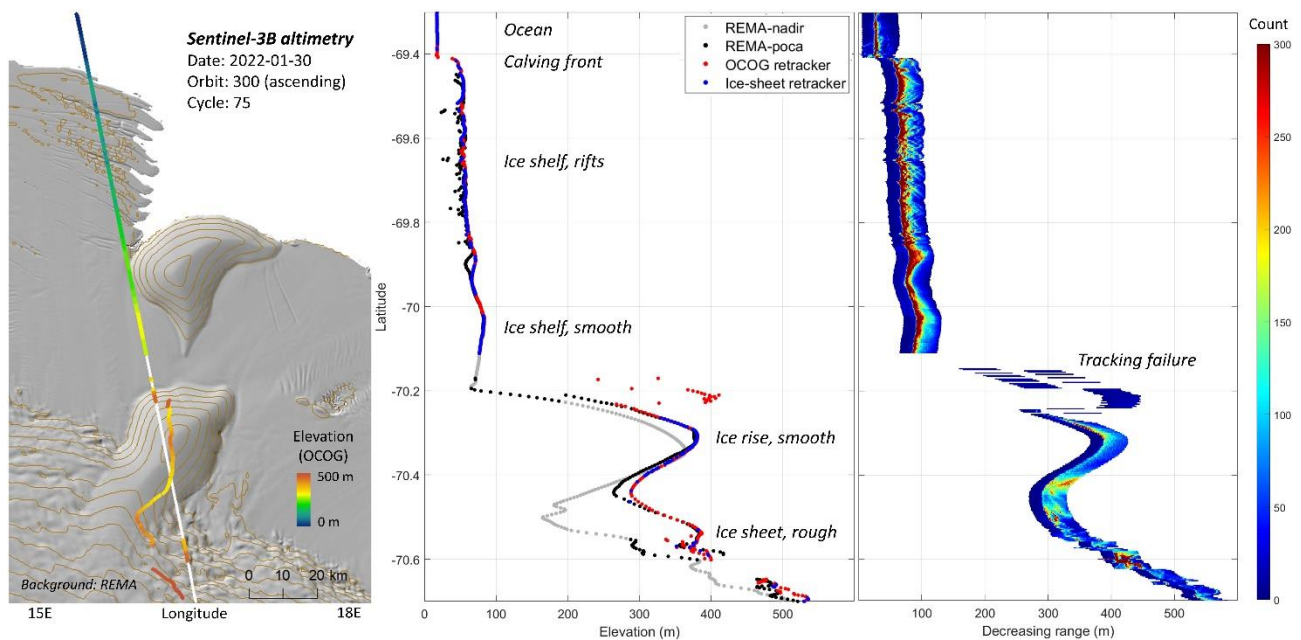 Sentinel-3B altimetry
Date: 2022-01-30
Orbit: 300 (ascending)
Cycle: 75
Elevation
(OCOG)
500 m
0 m
0 10 20 km
Background: REMA
15E Longitude 18E
REMA-nadir
REMA-poca
OCOG retracker
Ice-sheet retracker
Ocean
Calving front
Ice shelf, rifts
Ice shelf, smooth
Ice rise, smooth
Ice sheet, rough
Latitude
-69.4
-69.6
-69.8
-70
-70.2
-70.4
-70.6
0 100 200 300 400 500
Elevation (m)
Tracking failure
100 200 300 400 500
Decreasing range (m)
Count
300
250
200
150
100
50
0